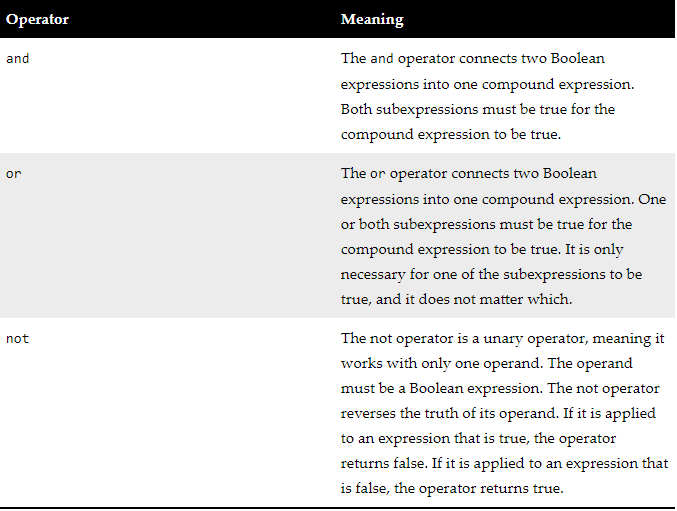 Operator Meaning
and The and operator connects two Boolean
expressions into one compound expression.
Both subexpressions must be true for the
compound expression to be true.
or The or operator connects two Boolean
expressions into one compound expression. One
or both subexpressions must be true for the
compound expression to be true. It is only
necessary for one of the subexpressions to be
true, and it does not matter which.
not The not operator is a unary operator, meaning it
works with only one operand. The operand
must be a Boolean expression. The not operator
reverses the truth of its operand. If it is applied
to an expression that is true, the operator
returns false. If it is applied to an expression that
is false, the operator returns true.